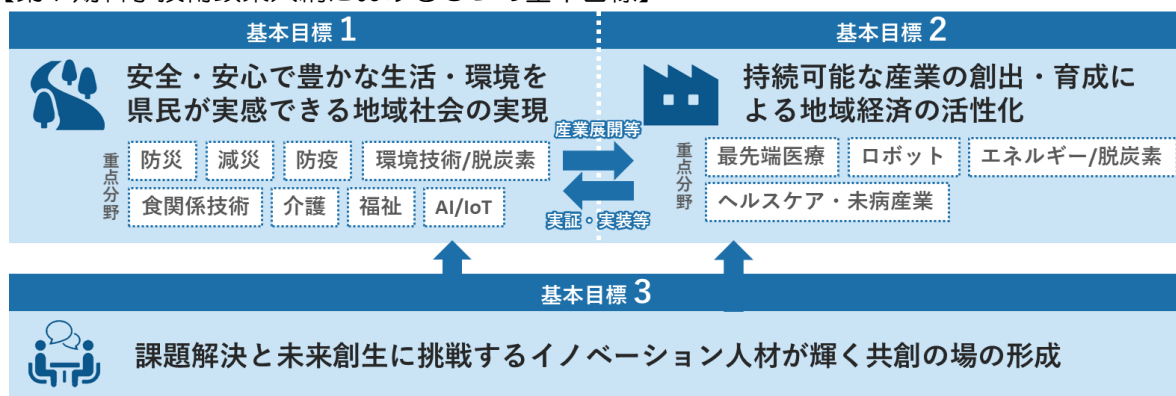 基本目標 1
安全・安心で豊かな生活・環境を
県民が実感できる地域社会の実現
重点分野
防災 減災 防疫 環境技術/脱炭素
食関係技術 介護 福祉 AI/IoT
産業展開等
実証・実装等
基本目標 2
持続可能な産業の創出・育成に
よる地域経済の活性化
重点分野
最先端医療 ロボット エネルギー/脱炭素
ヘルスケア・未病産業
基本目標 3
課題解決と未来創生に挑戦するイノベーション人材が輝く共創の場の形成